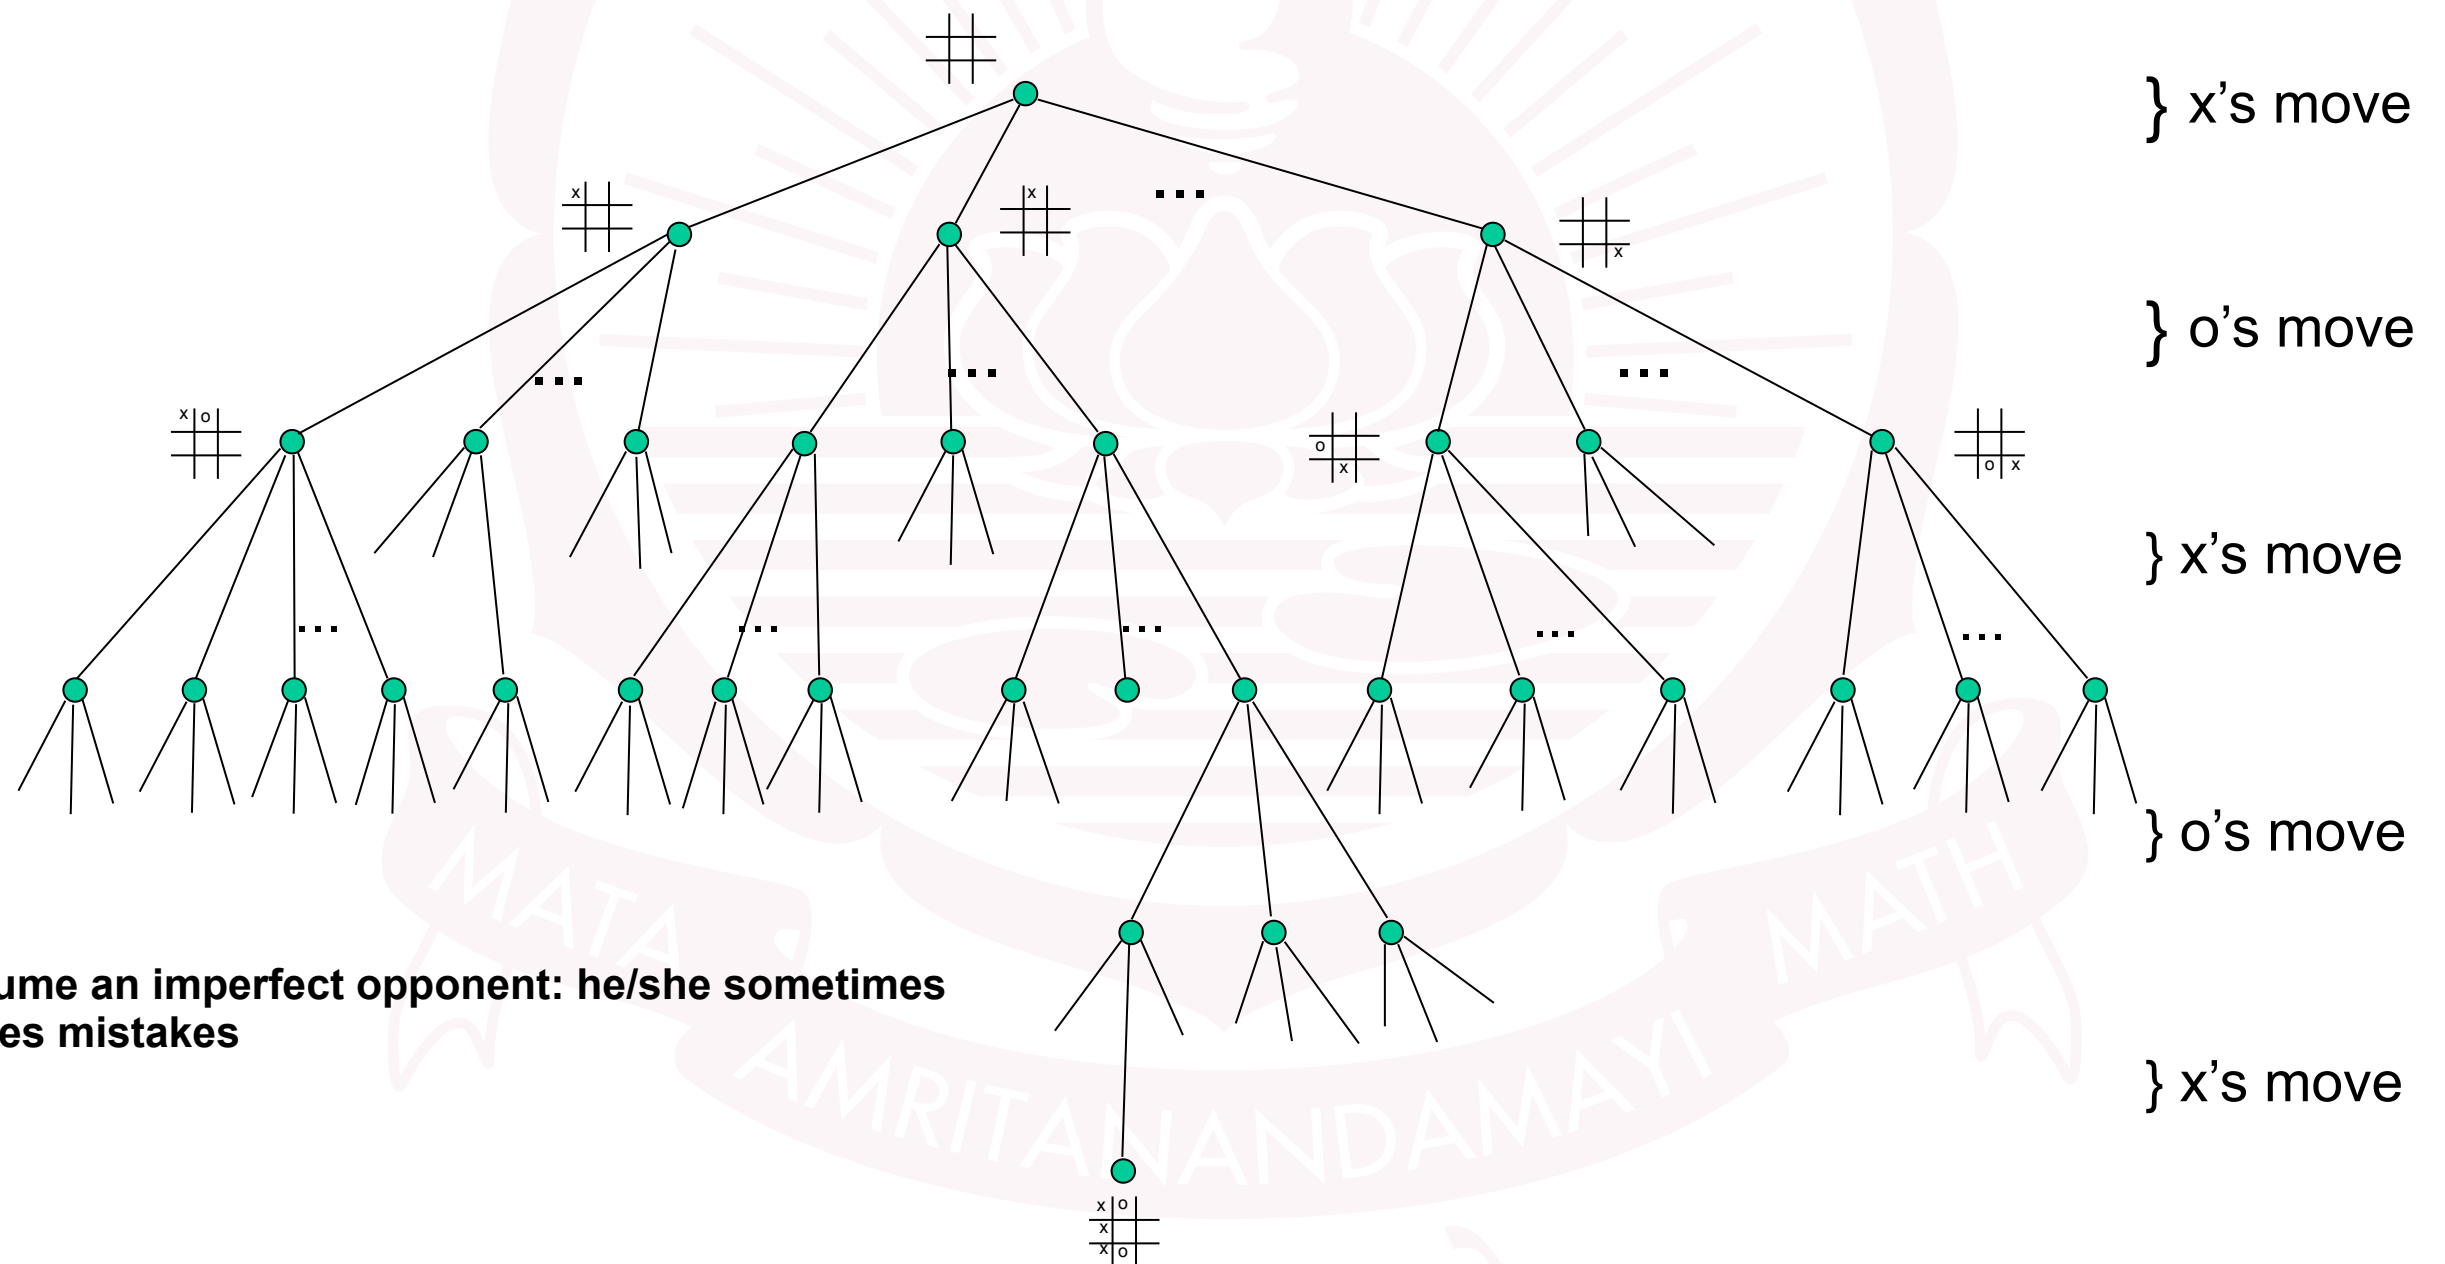 } x’s move
x
x
...
x
} o’s move
...
...
...
x o
o
x
o x
} x’s move
...
...
...
...
...
} o’s move
MATA
MATH
ume an imperfect opponent: he/she sometimes
es mistakes
AMRITANANDAMAYI
} x’s move
x o
x
x o